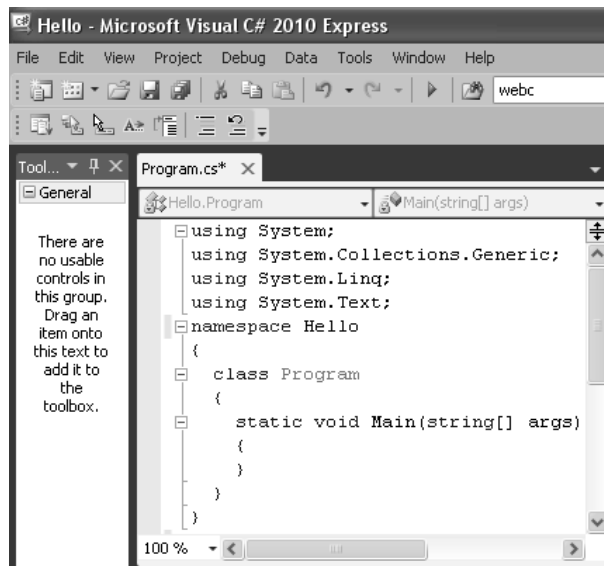 Hello - Microsoft Visual C# 2010 Express
File Edit View Project Debug Data Tools Window Help
webc
Tool...
Program.cs*
General
Hello.Program
Main(string[] args)
There are
no usable
controls in
this group.
Drag an
item onto
this text to
add it to
the
toolbox.
using System;
using System.Collections.Generic;
using System.Linq;
using System.Text;
namespace Hello
{
class Program
{
static void Main(string[] args)
{
}
}
}
100 %